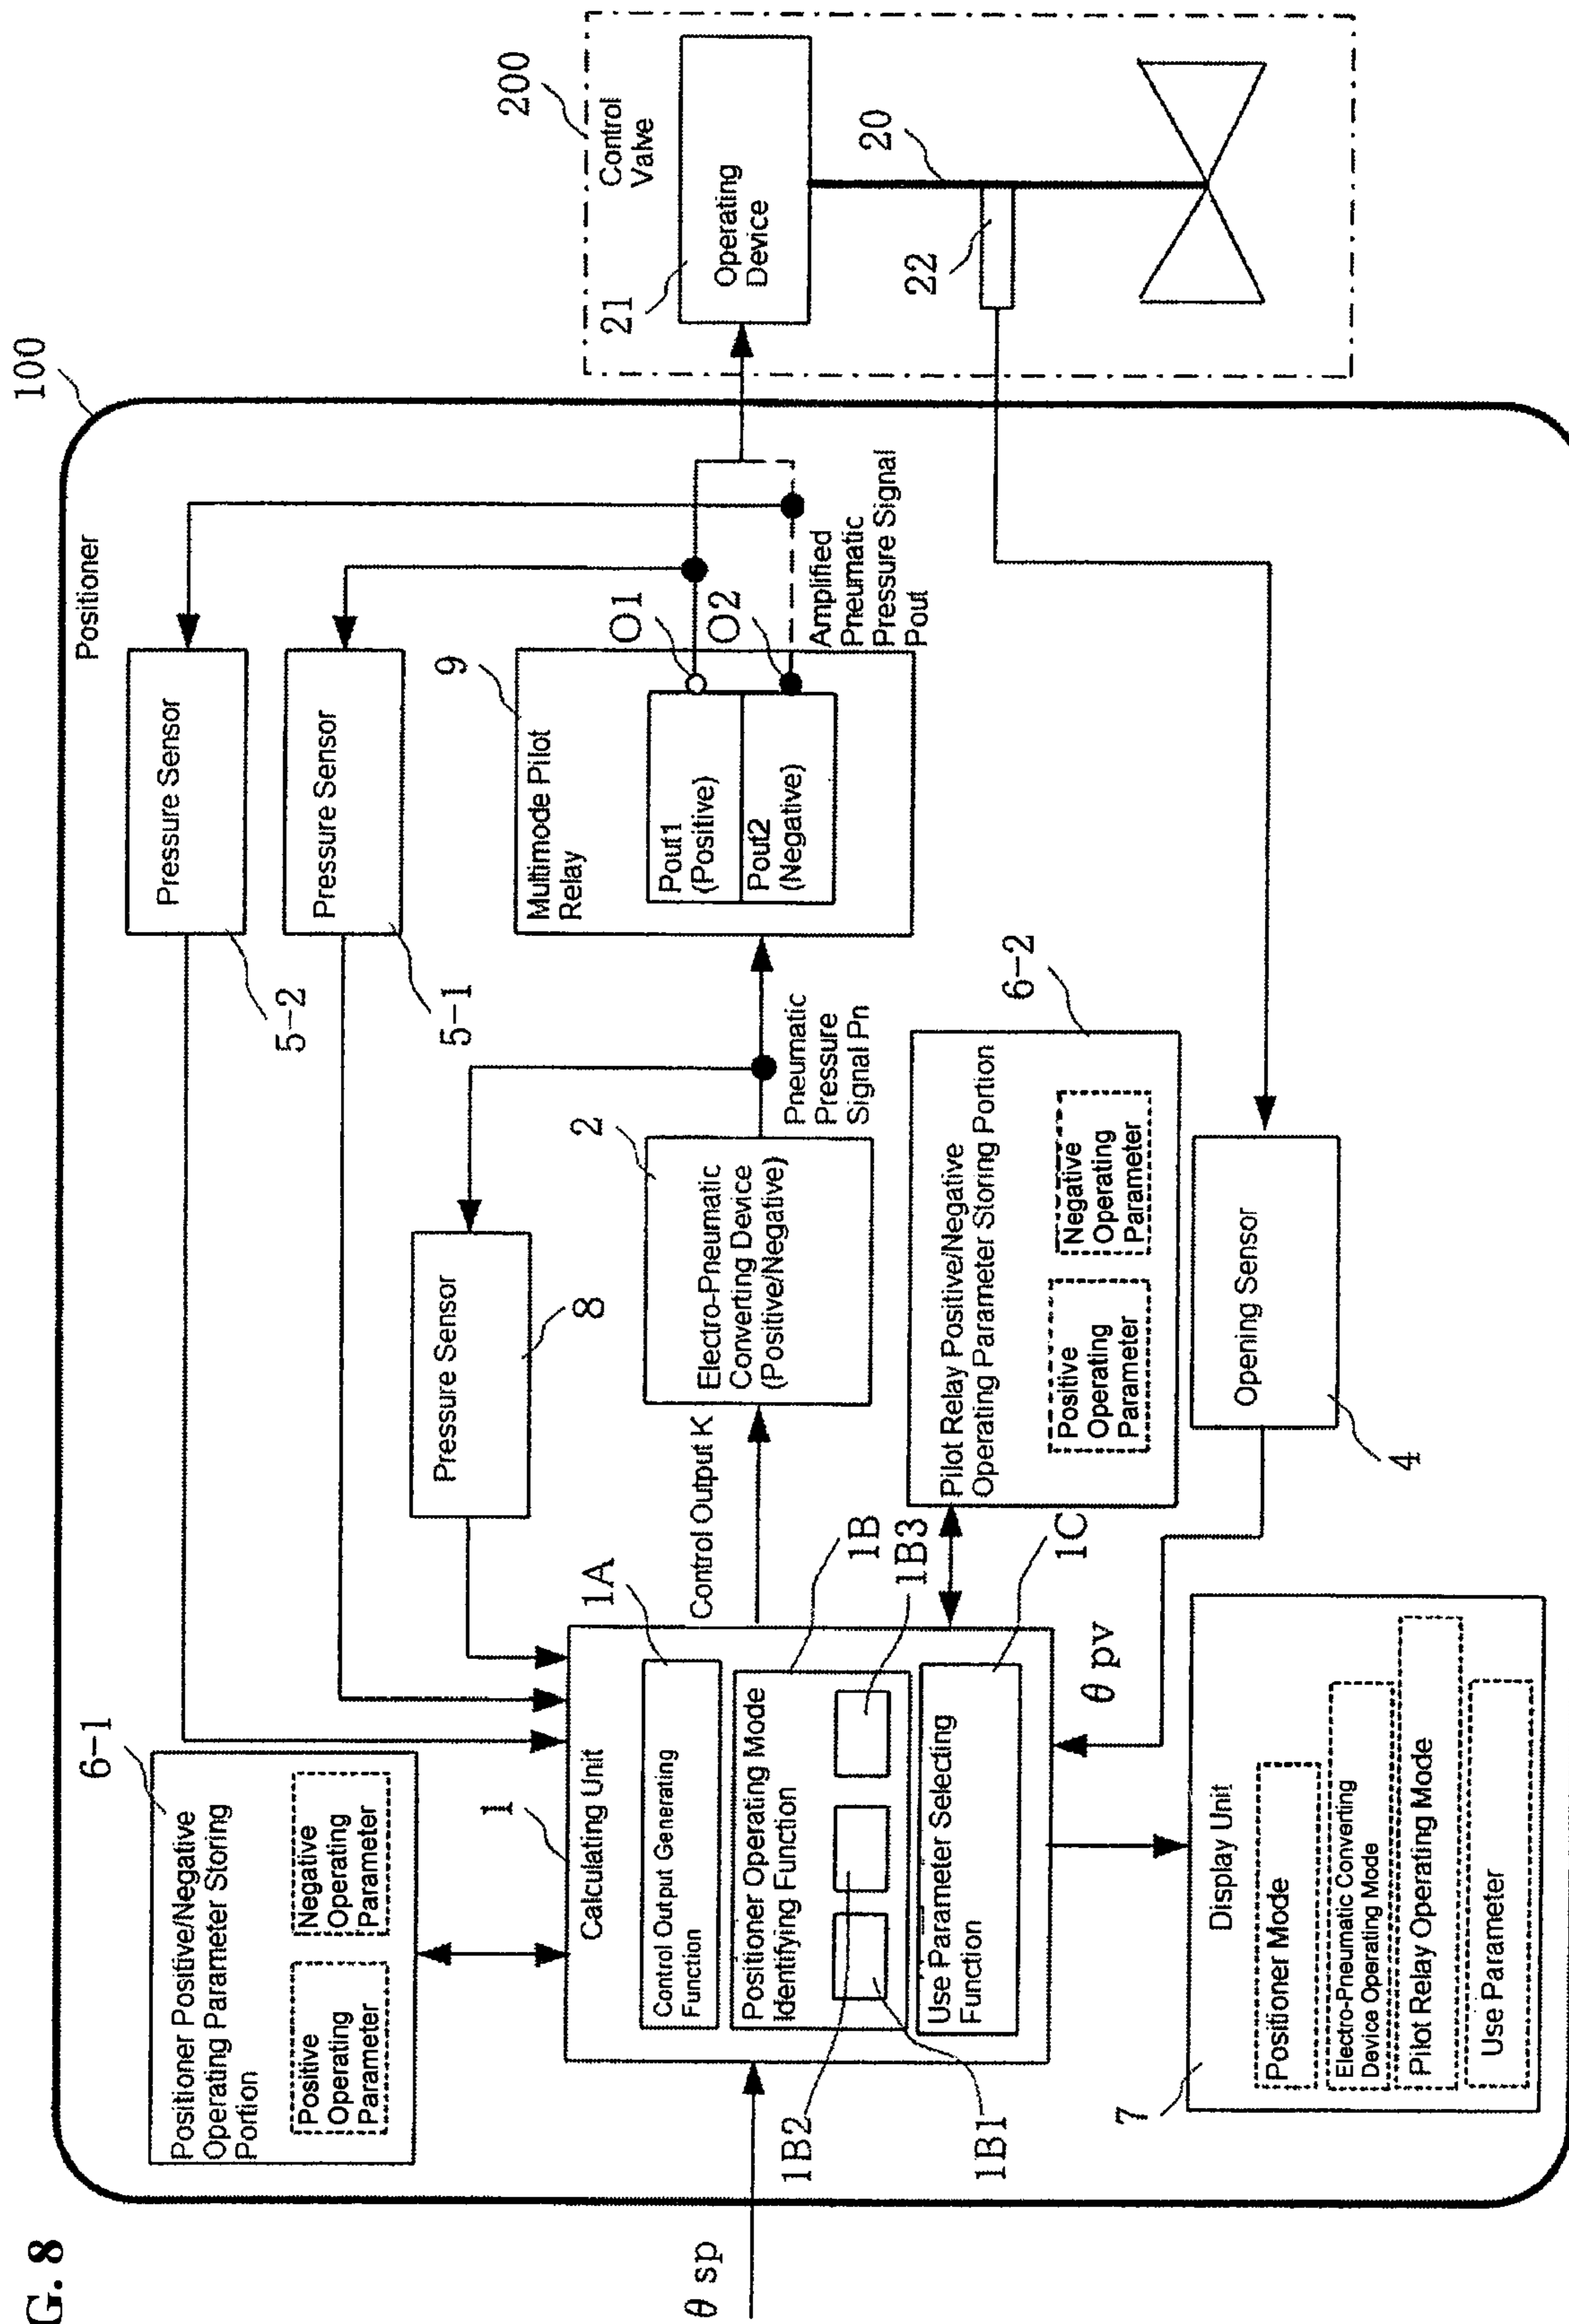 G. 8
100
Positioner
200
Control
Valve
6-1
Positioner Positive/Negative
Operating Parameter Storing
Portion
Positive
Operating
Parameter
Negative
Operating
Parameter
Pressure Sensor
5-2
Pressure Sensor
5-1
Pressure Sensor
8
θ sp
1
Calculating Unit
1A
Control Output Generating
Function
1B
Positioner Operating Mode
Identifying Function
1B1
1B2
1B3
1C
Use Parameter Selecting
Function
Control Output K
2
Electro-Pneumatic
Converting Device
(Positive/Negative)
Pneumatic
Pressure
Signal Pn
9
Multimode Pilot
Relay
Pout1
(Positive)
Pout2
(Negative)
O1
O2
Amplified
Pneumatic
Pressure Signal
Pout
21
Operating
Device
20
22
6-2
Pilot Relay Positive/Negative
Operating Parameter Storing Portion
Positive
Operating
Parameter
Negative
Operating
Parameter
θ pv
Opening Sensor
4
7
Display Unit
Positioner Mode
Electro-Pneumatic Converting
Device Operating Mode
Pilot Relay Operating Mode
Use Parameter